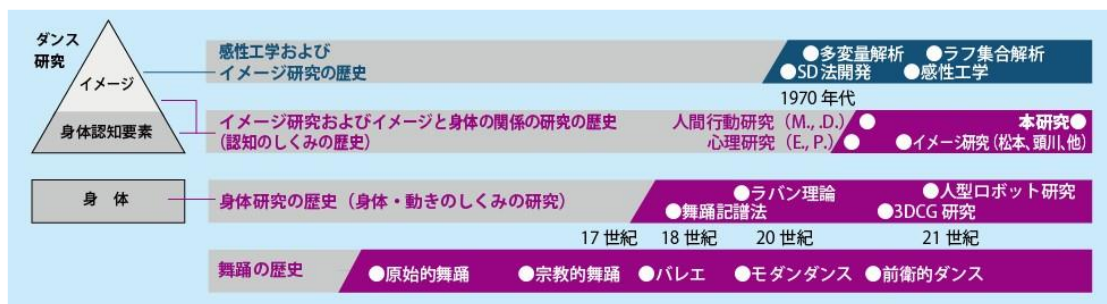 ダンス
研究
イメージ
身体認知要素
身 体
感性工学および
イメージ研究の歴史
●多変量解析 ●ラフ集合解析
●SD法開発 ●感性工学
1970年代
イメージ研究およびイメージと身体の関係の研究の歴史
(認知のしくみの歴史)
人間行動研究(M., .D.) ● 本研究●
心理研究(E., P.) ● ●イメージ研究(松本、頭川、他)
身体研究の歴史(身体・動きのしくみの研究)
●ラバン理論 ●人型ロボット研究
●舞踊記譜法 ●3DCG研究
17世紀 18世紀 20世紀 21世紀
舞踊の歴史 ●原始的舞踊 ●宗教的舞踊 ●バレエ ●モダンダンス ●前衛的ダンス